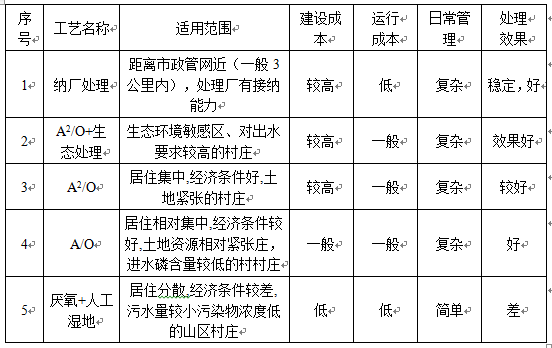 序号 工艺名称 适用范围 建设成本 运行成本 日常管理 处理效果
1 纳厂处理 距离市政管网近（一般 3 公里内），处理厂有接纳能力 较高 低 复杂 稳定，好
2 A²/O+生态处理 生态环境敏感区、对出水要求较高的村庄 较高 一般 复杂 效果好
3 A²/O 居住集中,经济条件好,土地紧张的村庄 较高 一般 复杂 较好
4 A/O 居住相对集中,经济条件较好,土地资源相对紧张庄，进水磷含量较低的村村庄 一般 一般 复杂 好
5 厌氧+人工湿地 居住分散,经济条件较差,污水量较小污染物浓度低的山区村庄 低 低 简单 差